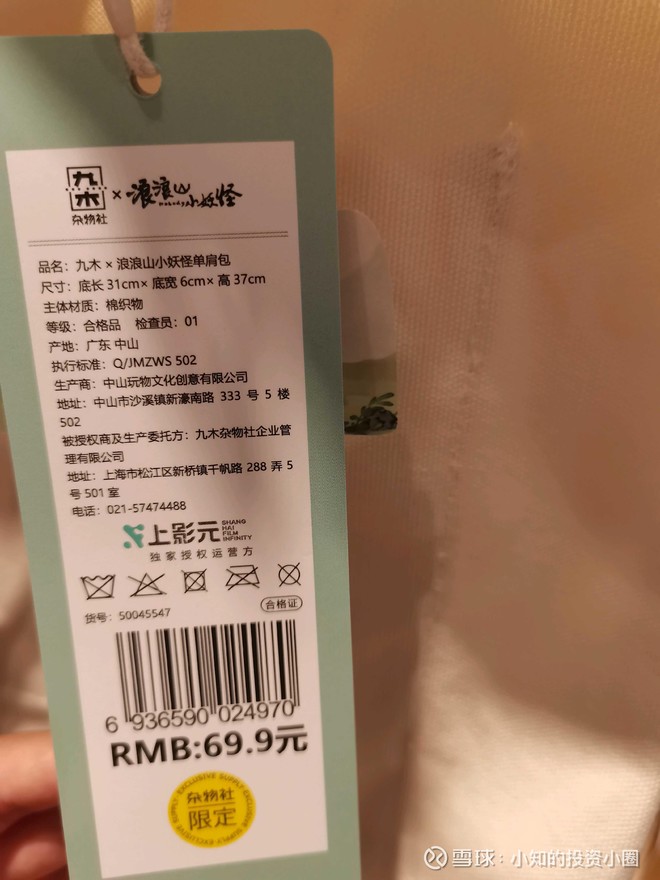 九木
杂物社
×
浪浪山小妖怪
品名：九木 × 浪浪山小妖怪单肩包
尺寸：底长 31cm× 底宽 6cm× 高 37cm
主体材质：棉织物
等级：合格品 检查员：01
产地：广东 中山
执行标准：Q/JMZWS 502
生产商：中山玩物文化创意有限公司
地址：中山市沙溪镇新濠南路 333 号 5 楼
502
被授权商及生产委托方：九木杂物社企业管
理有限公司
地址：上海市松江区新桥镇千帆路 288 弄 5
号 501 室
电话：021-57474488
上影元
SHANG
HAI
FILM
INFINITY
独家授权运营方
货号：50045547
合格证
6 936590 024970
RMB:69.9元
EXCLUSIVE SUPPLY
杂物社
限定
EXCLUSIVE SUPPLY
雪球：小知的投资小圈